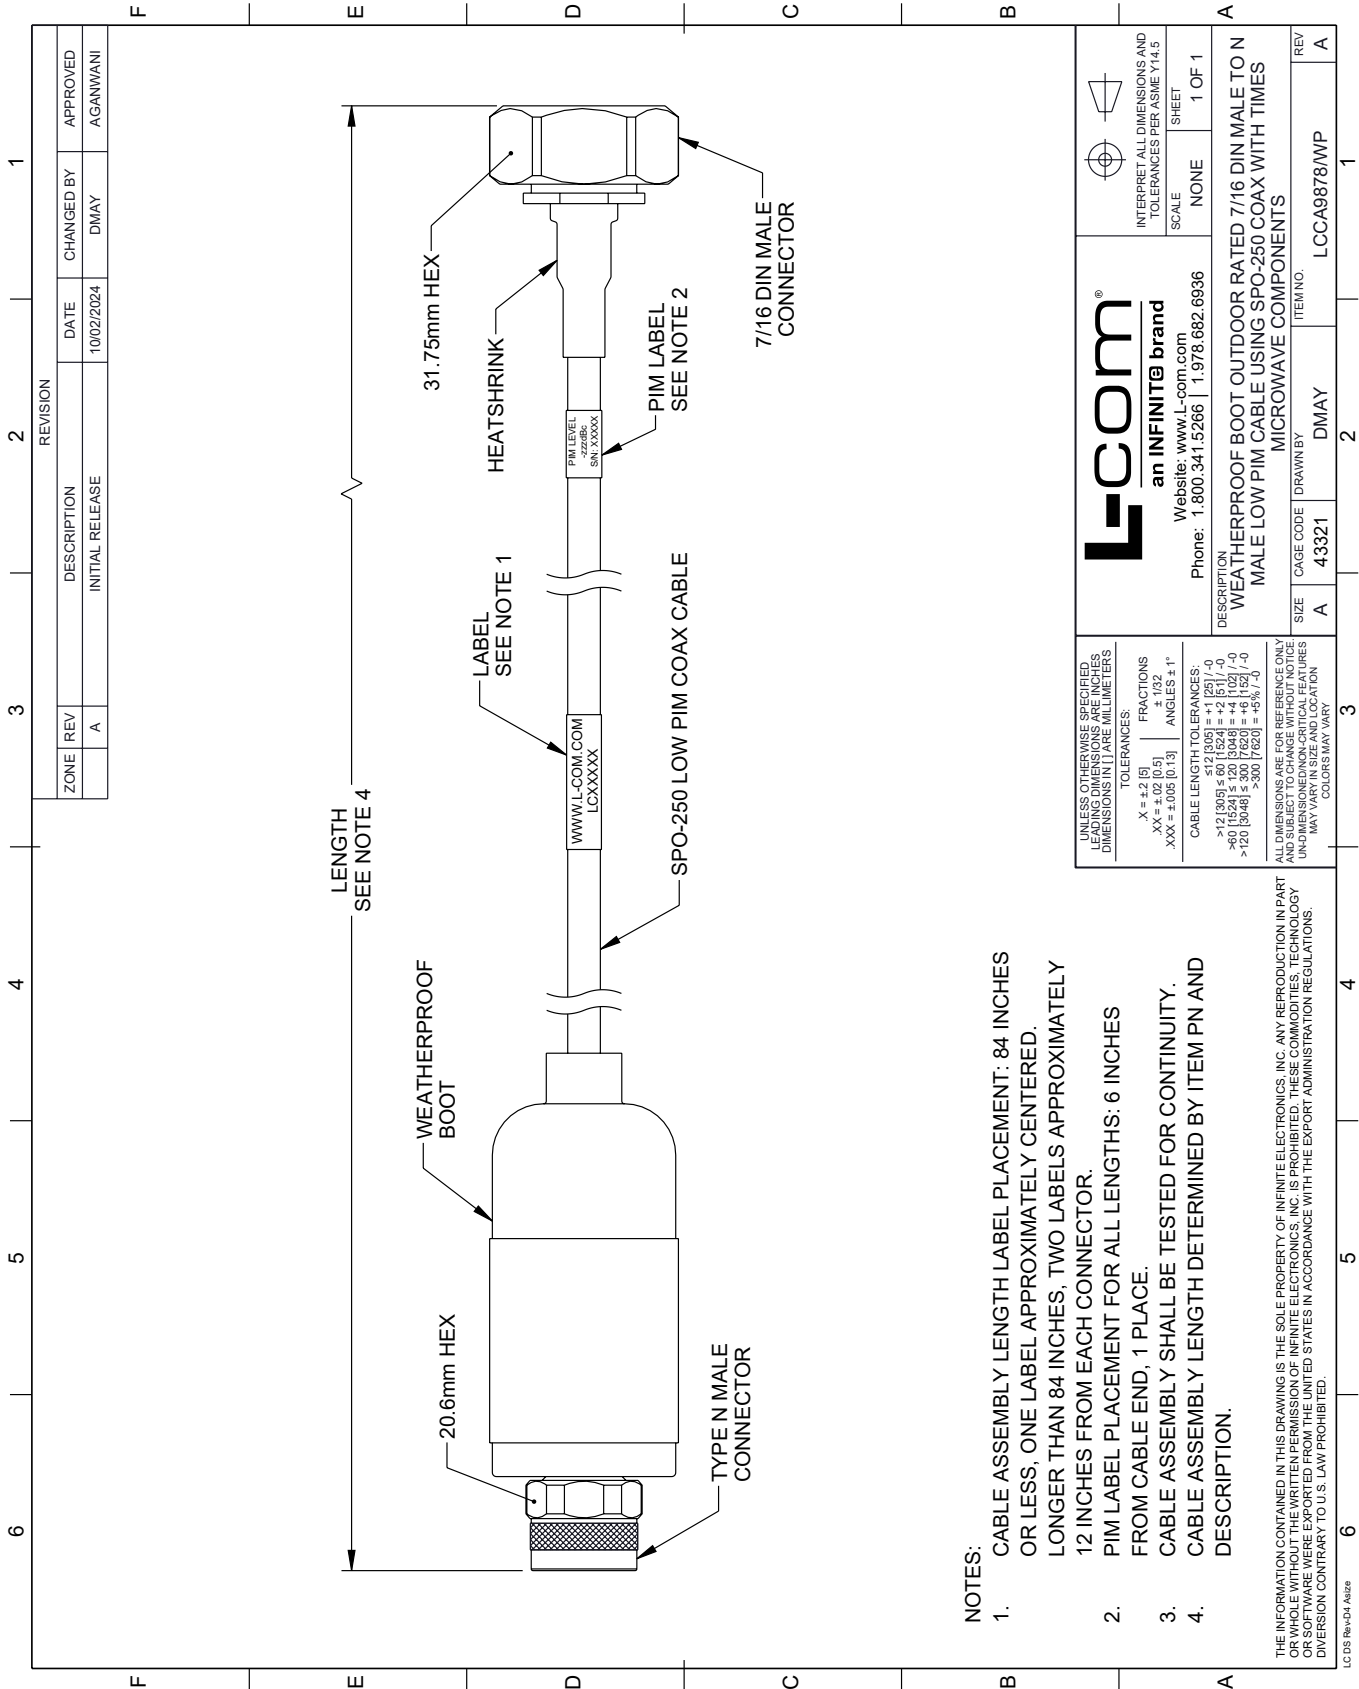 6
5
4
3
2
1
F
E
D
C
B
A
REVISION
ZONE
REV
DESCRIPTION
DATE
CHANGED BY
APPROVED
A
INITIAL RELEASE
10/02/2024
DMAY
AGANWANI
LENGTH
SEE NOTE 4
20.6mm HEX
WEATHERPROOF
BOOT
LABEL
SEE NOTE 1
HEATSHRINK
31.75mm HEX
WWW.L-COM.COM
LCXXXXX
PIM LEVEL
-zzzdBc
S/N: XXXXX
TYPE N MALE
CONNECTOR
SPO-250 LOW PIM COAX CABLE
PIM LABEL
SEE NOTE 2
7/16 DIN MALE
CONNECTOR
NOTES:
1. CABLE ASSEMBLY LENGTH LABEL PLACEMENT: 84 INCHES
OR LESS, ONE LABEL APPROXIMATELY CENTERED.
LONGER THAN 84 INCHES, TWO LABELS APPROXIMATELY
12 INCHES FROM EACH CONNECTOR.
2. PIM LABEL PLACEMENT FOR ALL LENGTHS: 6 INCHES
FROM CABLE END, 1 PLACE.
3. CABLE ASSEMBLY SHALL BE TESTED FOR CONTINUITY.
4. CABLE ASSEMBLY LENGTH DETERMINED BY ITEM PN AND
DESCRIPTION.
THE INFORMATION CONTAINED IN THIS DRAWING IS THE SOLE PROPERTY OF INFINITE ELECTRONICS, INC. ANY REPRODUCTION IN PART
OR WHOLE WITHOUT THE WRITTEN PERMISSION OF INFINITE ELECTRONICS, INC. IS PROHIBITED. THESE COMMODITIES, TECHNOLOGY
OR SOFTWARE WERE EXPORTED FROM THE UNITED STATES IN ACCORDANCE WITH THE EXPORT ADMINISTRATION REGULATIONS.
DIVERSION CONTRARY TO U.S. LAW PROHIBITED.
UNLESS OTHERWISE SPECIFIED
LEADING DIMENSIONS ARE INCHES
DIMENSIONS IN [ ] ARE MILLIMETERS
TOLERANCES:
.X = ±.2 [5]
.XX = ±.02 [0.5]
.XXX = ±.005 [0.13]
FRACTIONS
± 1/32
ANGLES ± 1°
CABLE LENGTH TOLERANCES:
≤12 [305] = +1 [25] / -0
>12 [305] ≤ 60 [1524] = +2 [51] / -0
>60 [1524] ≤ 120 [3048] = +4 [102] / -0
>120 [3048] ≤ 300 [7620] = +6 [152] / -0
>300 [7620] = +5% / -0
ALL DIMENSIONS ARE FOR REFERENCE ONLY
AND SUBJECT TO CHANGE WITHOUT NOTICE.
UN-DIMENSIONED/NON-CRITICAL FEATURES
MAY VARY IN SIZE AND LOCATION
COLORS MAY VARY
L-com®
an INFINITe brand
Website: www.L-com.com
Phone: 1.800.341.5266 | 1.978.682.6936
INTERPRET ALL DIMENSIONS AND
TOLERANCES PER ASME Y14.5
SCALE
NONE
SHEET
1 OF 1
DESCRIPTION
WEATHERPROOF BOOT OUTDOOR RATED 7/16 DIN MALE TO N
MALE LOW PIM CABLE USING SPO-250 COAX WITH TIMES
MICROWAVE COMPONENTS
SIZE
A
CAGE CODE
43321
DRAWN BY
DMAY
ITEM NO.
LCCA9878/WP
REV
A
LC DS Rev-D4 Asize
6
5
4
3
2
1
F
E
D
C
B
A